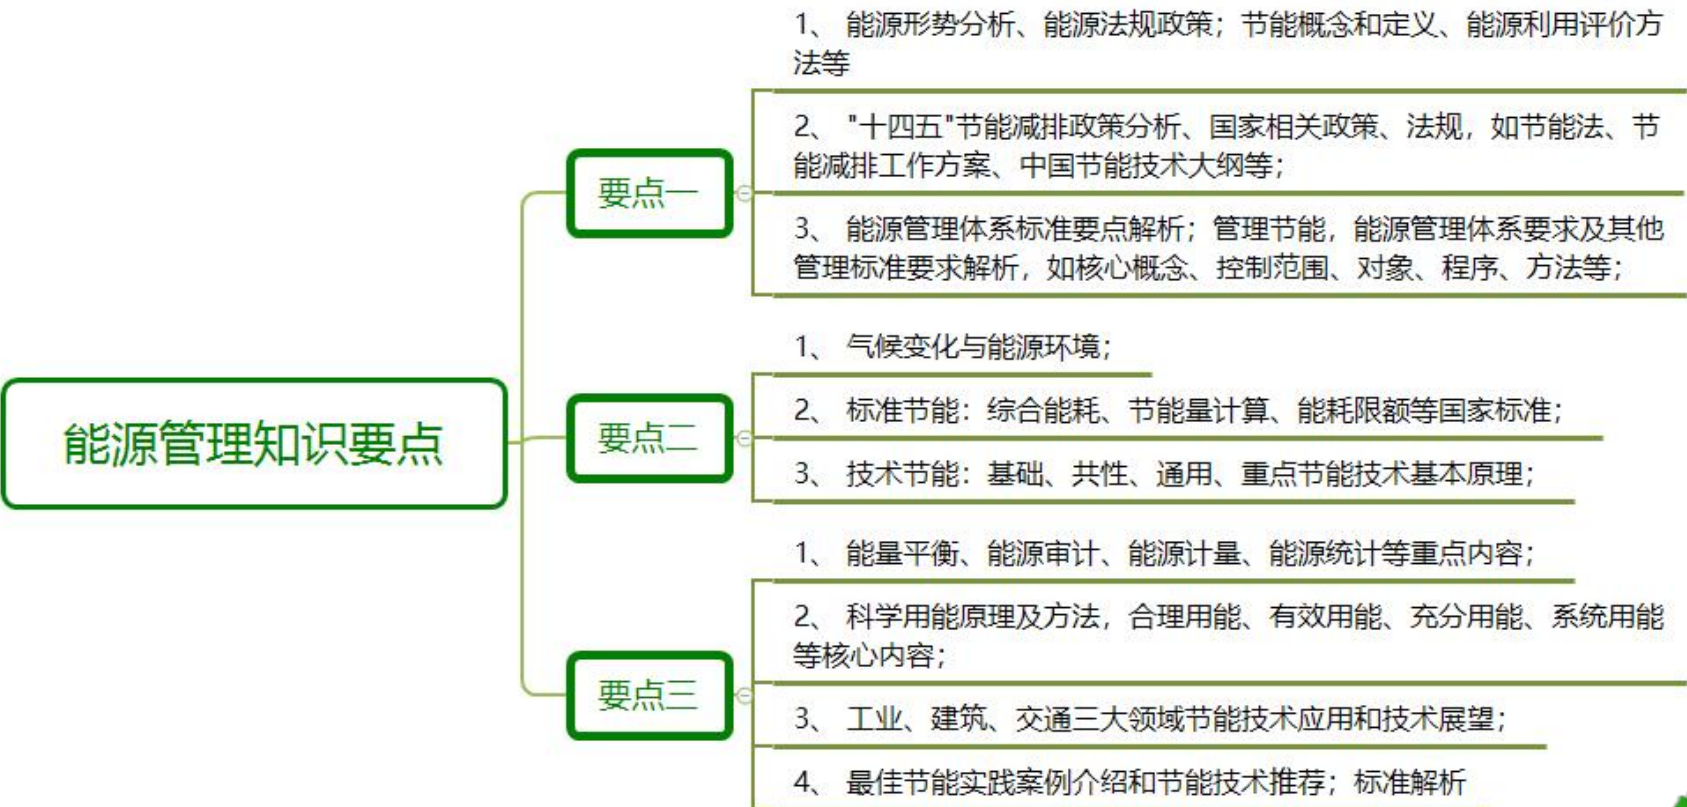 1、 能源形势分析、能源法规政策；节能概念和定义、能源利用评价方
法等
2、 "十四五"节能减排政策分析、国家相关政策、法规，如节能法、节
能减排工作方案、中国节能技术大纲等；
要点一
3、 能源管理体系标准要点解析；管理节能，能源管理体系要求及其他
管理标准要求解析，如核心概念、控制范围、对象、程序、方法等；
能源管理知识要点
1、 气候变化与能源环境；
2、 标准节能：综合能耗、节能量计算、能耗限额等国家标准；
要点二
3、 技术节能：基础、共性、通用、重点节能技术基本原理；
1、 能量平衡、能源审计、能源计量、能源统计等重点内容；
2、 科学用能原理及方法，合理用能、有效用能、充分用能、系统用能
等核心内容；
要点三
3、 工业、建筑、交通三大领域节能技术应用和技术展望；
4、 最佳节能实践案例介绍和节能技术推荐；标准解析